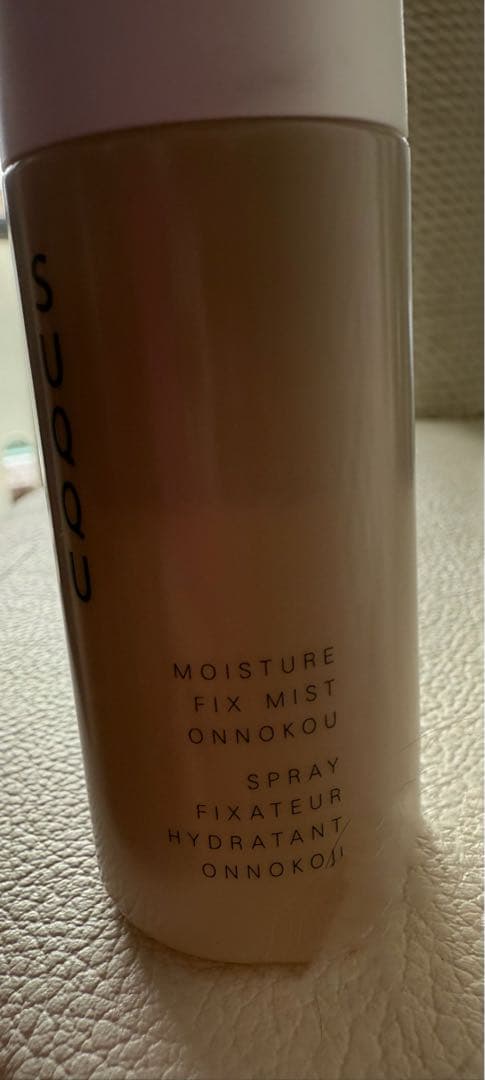 SUQQU
MOISTURE
FIX MIST
ONNOKOU
SPRAY
FIXATEUR
HYDRATANT
ONNOKOU